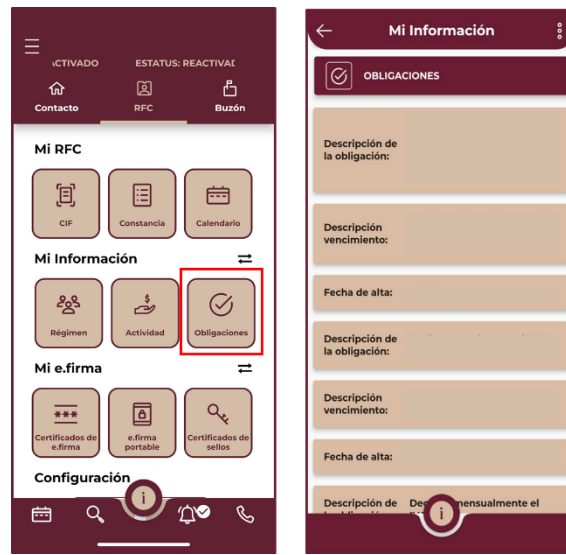 ACTIVADO ESTATUS: REACTIVAD
Contacto RFC Buzón
Mi RFC
CIF Constancia Calendario
Mi Información
Régimen Actividad Obligaciones
Mi e.firma
Certificados de e.firma
e.firma portable
Certificados de sellos
Configuración
Mi Información
OBLIGACIONES
Descripción de
la obligación:
Descripción
vencimiento:
Fecha de alta:
Descripción de
la obligación:
Descripción
vencimiento:
Fecha de alta:
Descripción de
mensualmente el